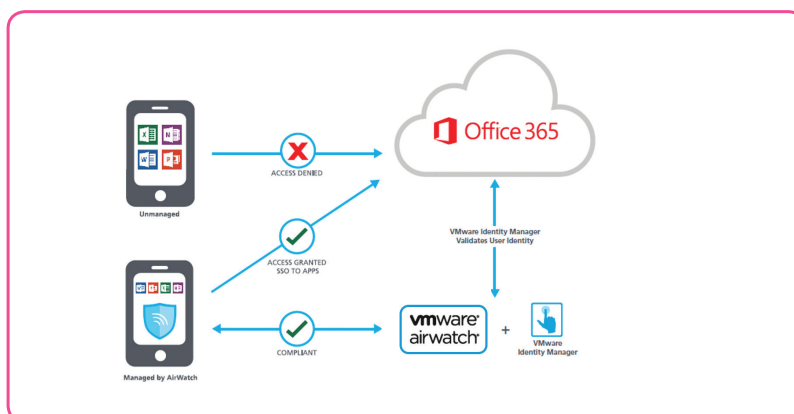 Office 365
X N
W P
ACCESS DENIED
Unmanaged
VMware Identity Manager
Validates User Identity
ACCESS GRANTED
SSO TO APPS
vmware®
airwatch®
+
VMware
Identity Manager
COMPLIANT
Managed by AirWatch